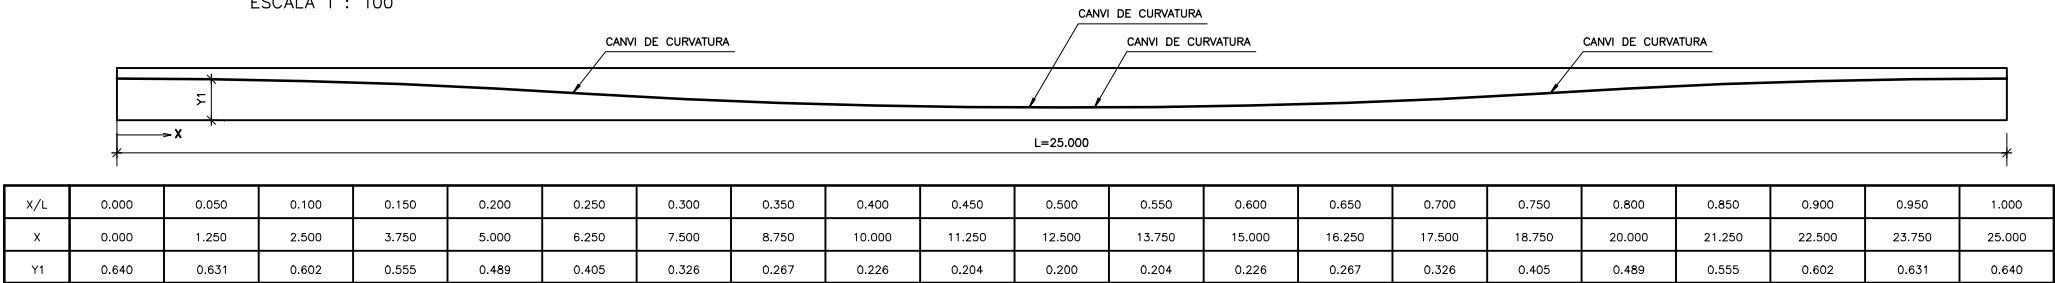 ESCALA 1 : 100
CANVI DE CURVATURA
CANVI DE CURVATURA
CANVI DE CURVATURA
CANVI DE CURVATURA
Y1
X
L=25.000
X/L 0.000 0.050 0.100 0.150 0.200 0.250 0.300 0.350 0.400 0.450 0.500 0.550 0.600 0.650 0.700 0.750 0.800 0.850 0.900 0.950 1.000
X 0.000 1.250 2.500 3.750 5.000 6.250 7.500 8.750 10.000 11.250 12.500 13.750 15.000 16.250 17.500 18.750 20.000 21.250 22.500 23.750 25.000
Y1 0.640 0.631 0.602 0.555 0.489 0.405 0.326 0.267 0.226 0.204 0.200 0.204 0.226 0.267 0.326 0.405 0.489 0.555 0.602 0.631 0.640